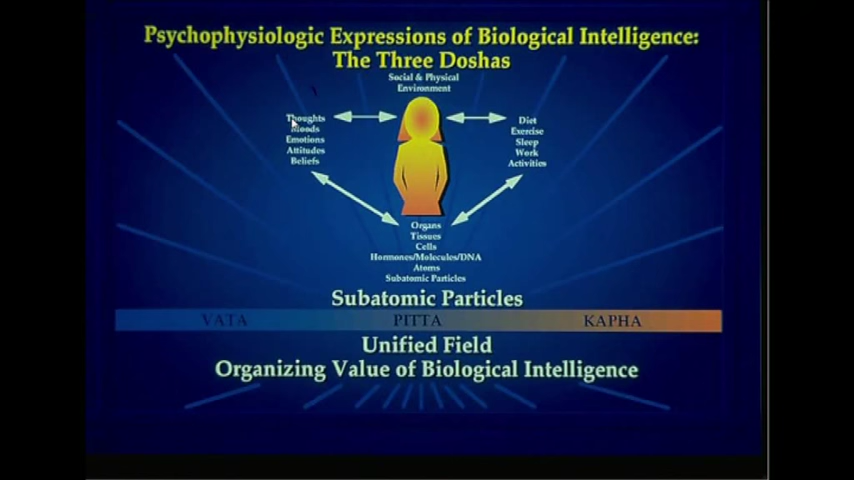 Psychophysiologic Expressions of Biological Intelligence:
The Three Doshas
Social & Physical
Environment
Thoughts
Moods
Emotions
Attitudes
Beliefs
Diet
Exercise
Sleep
Work
Activities
Organs
Tissues
Cells
Hormones/Molecules/DNA
Atoms
Subatomic Particles
Subatomic Particles
VATA PITTA KAPHA
Unified Field
Organizing Value of Biological Intelligence